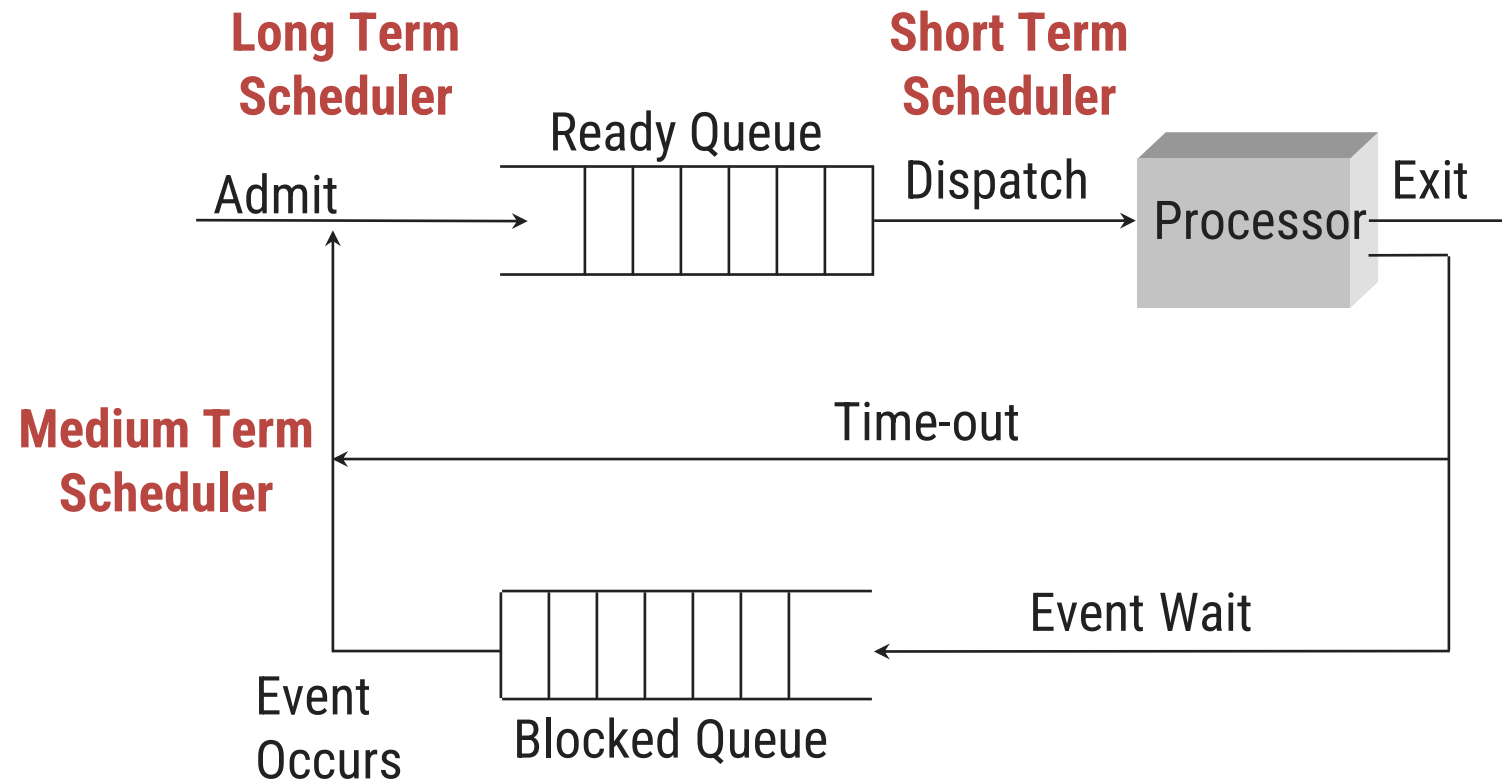 Long Term
Scheduler
Short Term
Scheduler
Ready Queue
Admit
Dispatch
Processor
Exit
Medium Term
Scheduler
Time-out
Event Wait
Event
Occurs
Blocked Queue